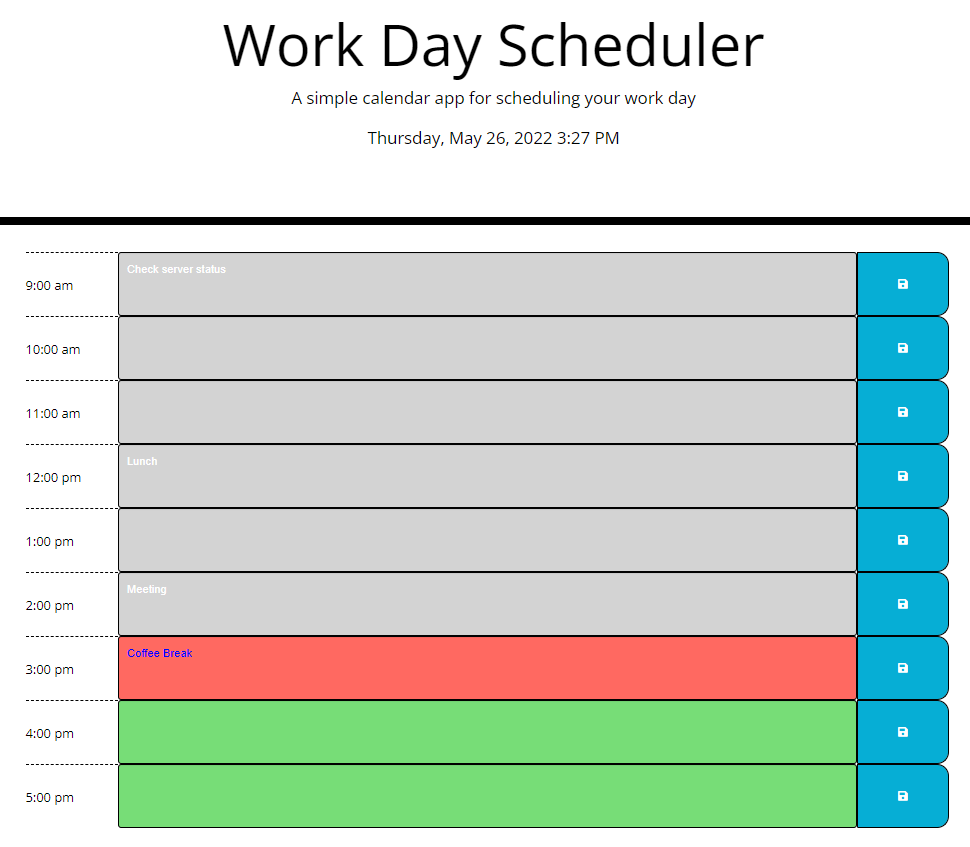 Work Day Scheduler
A simple calendar app for scheduling your work day
Thursday, May 26, 2022 3:27 PM
9:00 am
Check server status
10:00 am
11:00 am
12:00 pm
Lunch
1:00 pm
2:00 pm
Meeting
3:00 pm
Coffee Break
4:00 pm
5:00 pm